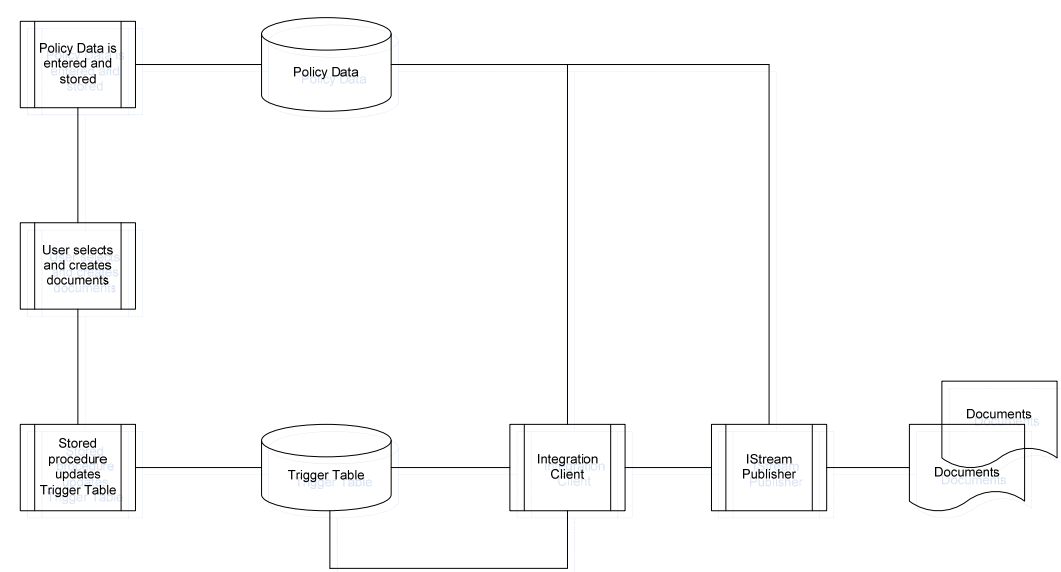 Policy Data is
entered and
stored
Policy Data
User selects
and creates
documents
Stored
procedure
updates
Trigger Table
Trigger Table
Integration
Client
IStream
Publisher
Documents
Documents